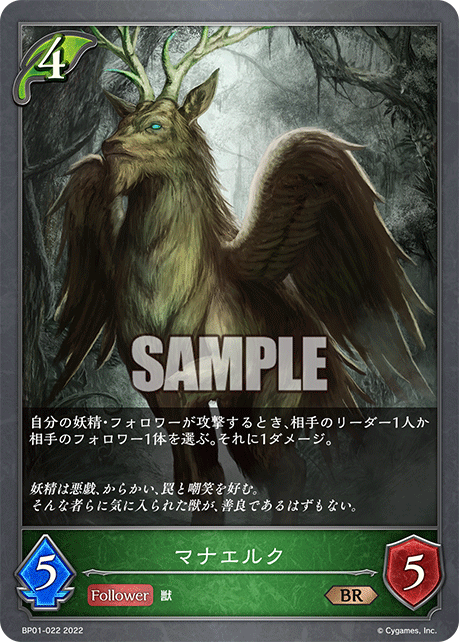 4
SAMPLE
自分の妖精・フォロワーが攻撃するとき、相手のリーダー1人か
相手のフォロワー1体を選ぶ。それに1ダメージ。
妖精は悪戯、からかい、罠と嘲笑を好む。
そんな者らに気に入られた獣が、善良であるはずもない。
マナエルク
5
Follower 獣
BR
5
BP01-022 2022
© Cygames, Inc.